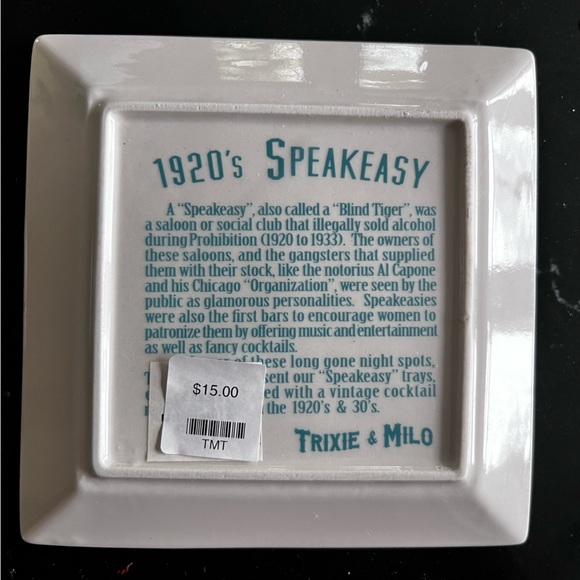 1920's SPEAKEASY
A "Speakeasy", also called a "Blind Tiger", was
a saloon or social club that illegally sold alcohol
during Prohibition (1920 to 1933). The owners of
these saloons, and the gangsters that supplied
them with their stock, like the notorius Al Capone
and his Chicago "Organization", were seen by the
public as glamorous personalities. Speakeasies
were also the first bars to encourage women to
patronize them by offering music and entertainment
as well as fancy cocktails.
of these long gone night spots,
our "Speakeasy" trays,
with a vintage cocktail
the 1920's & 30's.
$15.00
TMT
TRIXIE & MILO